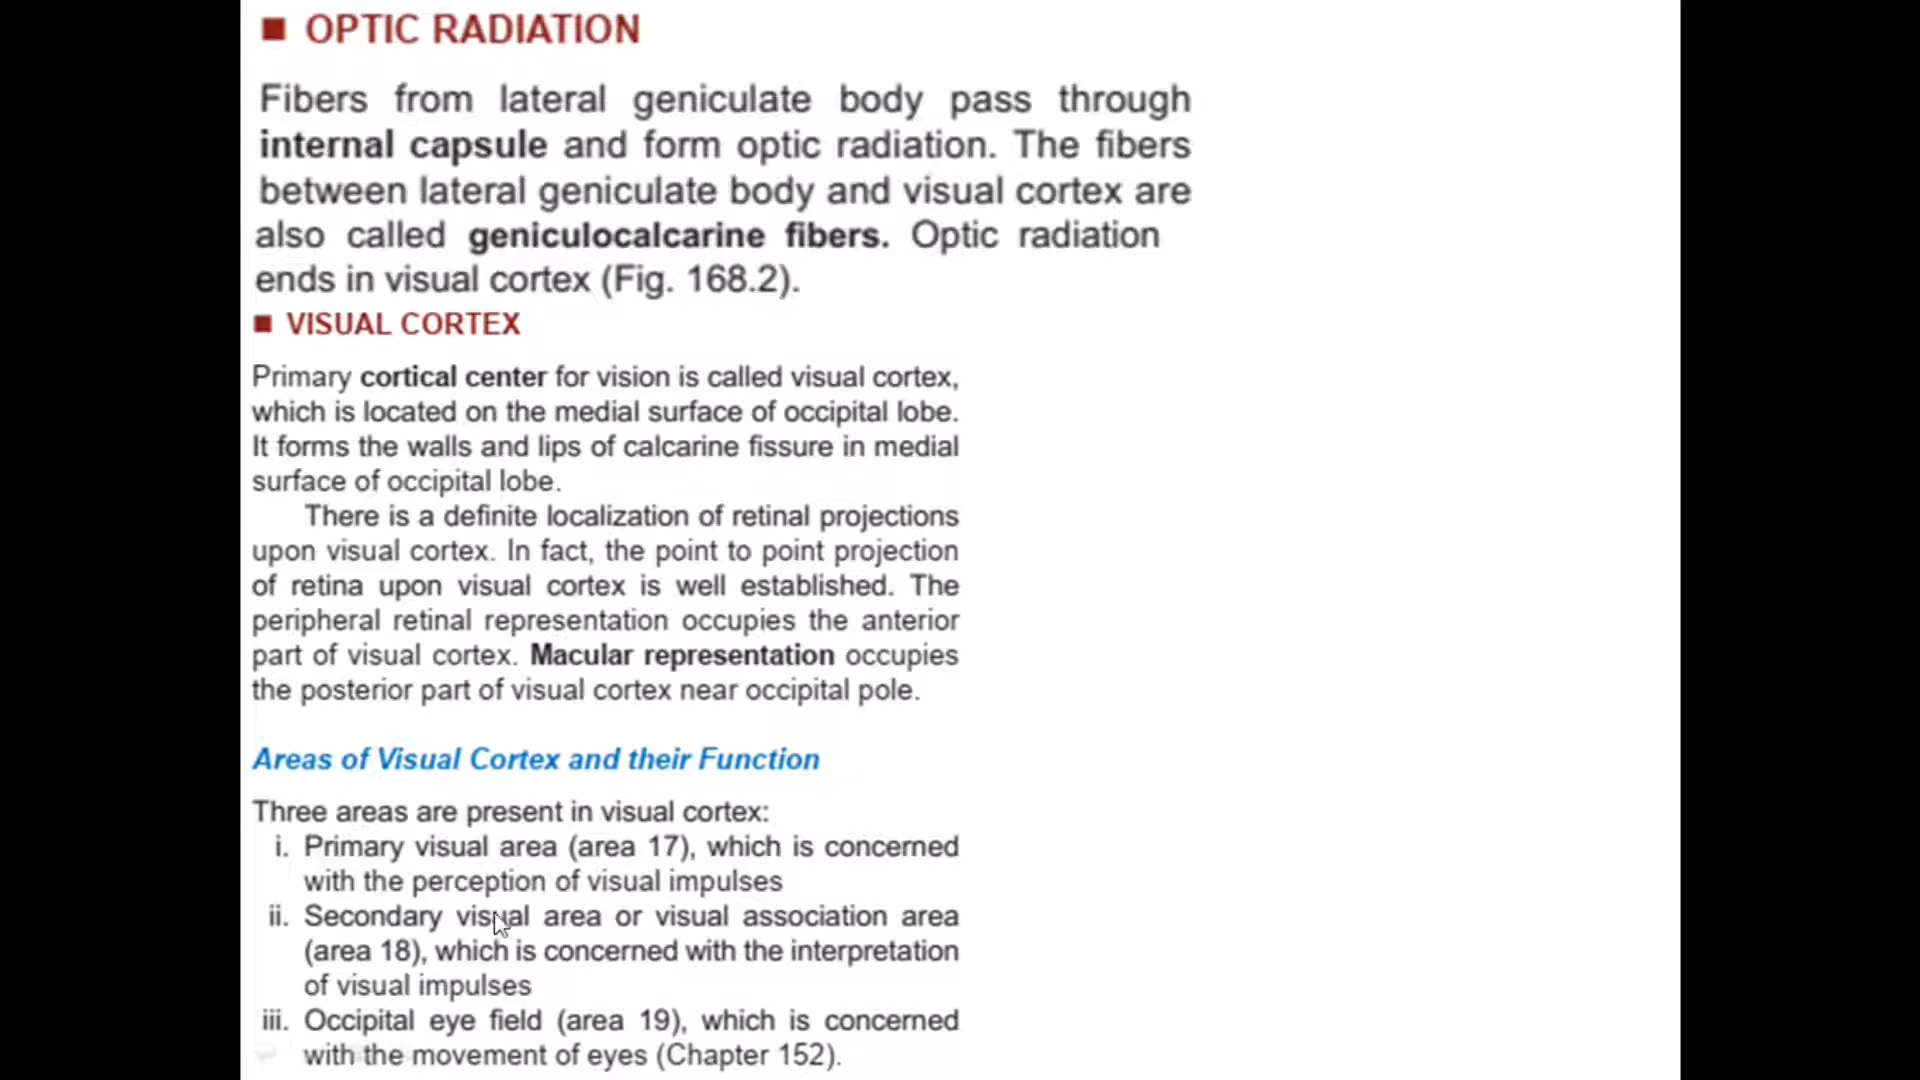 OPTIC RADIATION
Fibers from lateral geniculate body pass through
internal capsule and form optic radiation. The fibers
between lateral geniculate body and visual cortex are
also called geniculocalcarine fibers. Optic radiation
ends in visual cortex (Fig. 168.2).
VISUAL CORTEX
Primary cortical center for vision is called visual cortex,
which is located on the medial surface of occipital lobe.
It forms the walls and lips of calcarine fissure in medial
surface of occipital lobe.
There is a definite localization of retinal projections
upon visual cortex. In fact, the point to point projection
of retina upon visual cortex is well established. The
peripheral retinal representation occupies the anterior
part of visual cortex. Macular representation occupies
the posterior part of visual cortex near occipital pole.
Areas of Visual Cortex and their Function
Three areas are present in visual cortex:
i. Primary visual area (area 17), which is concerned
with the perception of visual impulses
ii. Secondary visual area or visual association area
(area 18), which is concerned with the interpretation
of visual impulses
iii. Occipital eye field (area 19), which is concerned
with the movement of eyes (Chapter 152).